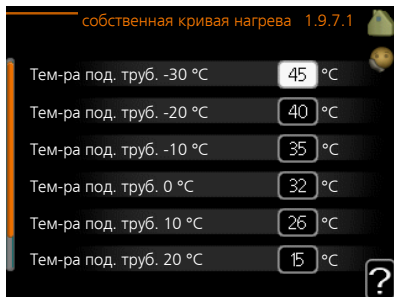 собственная кривая нагрева 1.9.7.1
Тем-ра под. труб. -30 °C 45 °C
Тем-ра под. труб. -20 °C 40 °C
Тем-ра под. труб. -10 °C 35 °C
Тем-ра под. труб. 0 °C 32 °C
Тем-ра под. труб. 10 °C 26 °C
Тем-ра под. труб. 20 °C 15 °C
?